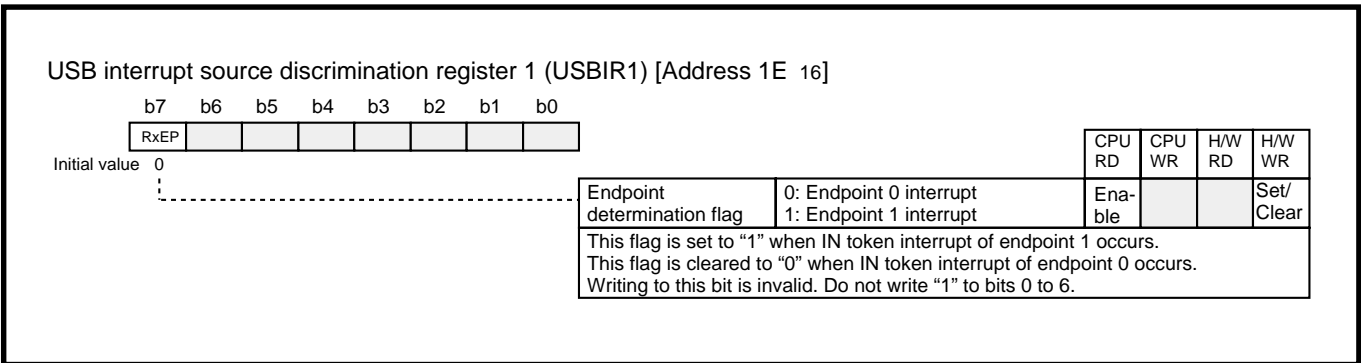 USB interrupt source discrimination register 1 (USBIR1) [Address 1E 16]
b7 b6 b5 b4 b3 b2 b1 b0
RxEP
Initial value 0
CPU RD CPU WR H/W RD H/W WR
Endpoint determination flag
0: Endpoint 0 interrupt
1: Endpoint 1 interrupt
Ena-
ble
Set/
Clear
This flag is set to “1” when IN token interrupt of endpoint 1 occurs.
This flag is cleared to “0” when IN token interrupt of endpoint 0 occurs.
Writing to this bit is invalid. Do not write “1” to bits 0 to 6.